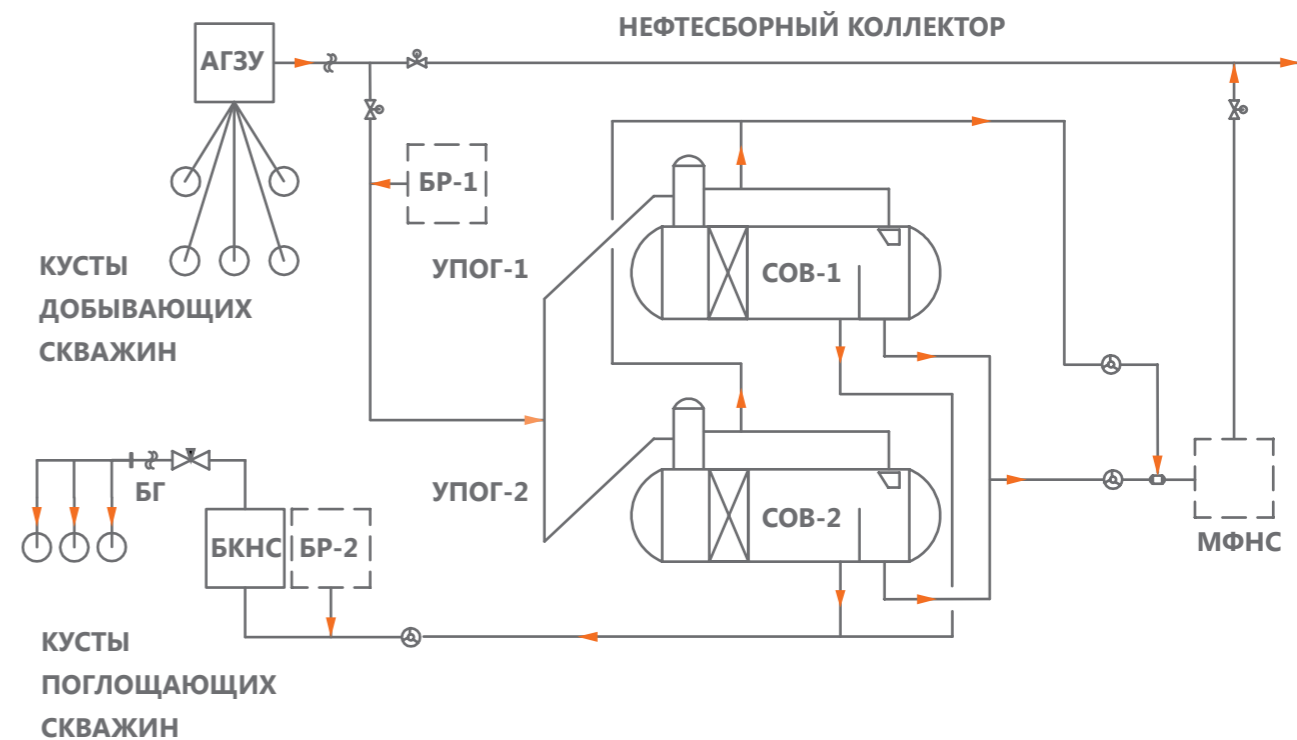 НЕФТЕСБОРНЫЙ КОЛЛЕКТОР
АГЗУ
БР-1
КУСТЫ
ДОБЫВАЮЩИХ
СКВАЖИН
УПОГ-1
СОВ-1
УПОГ-2
СОВ-2
БГ
БКНС
БР-2
МФНС
КУСТЫ
ПОГЛОЩАЮЩИХ
СКВАЖИН